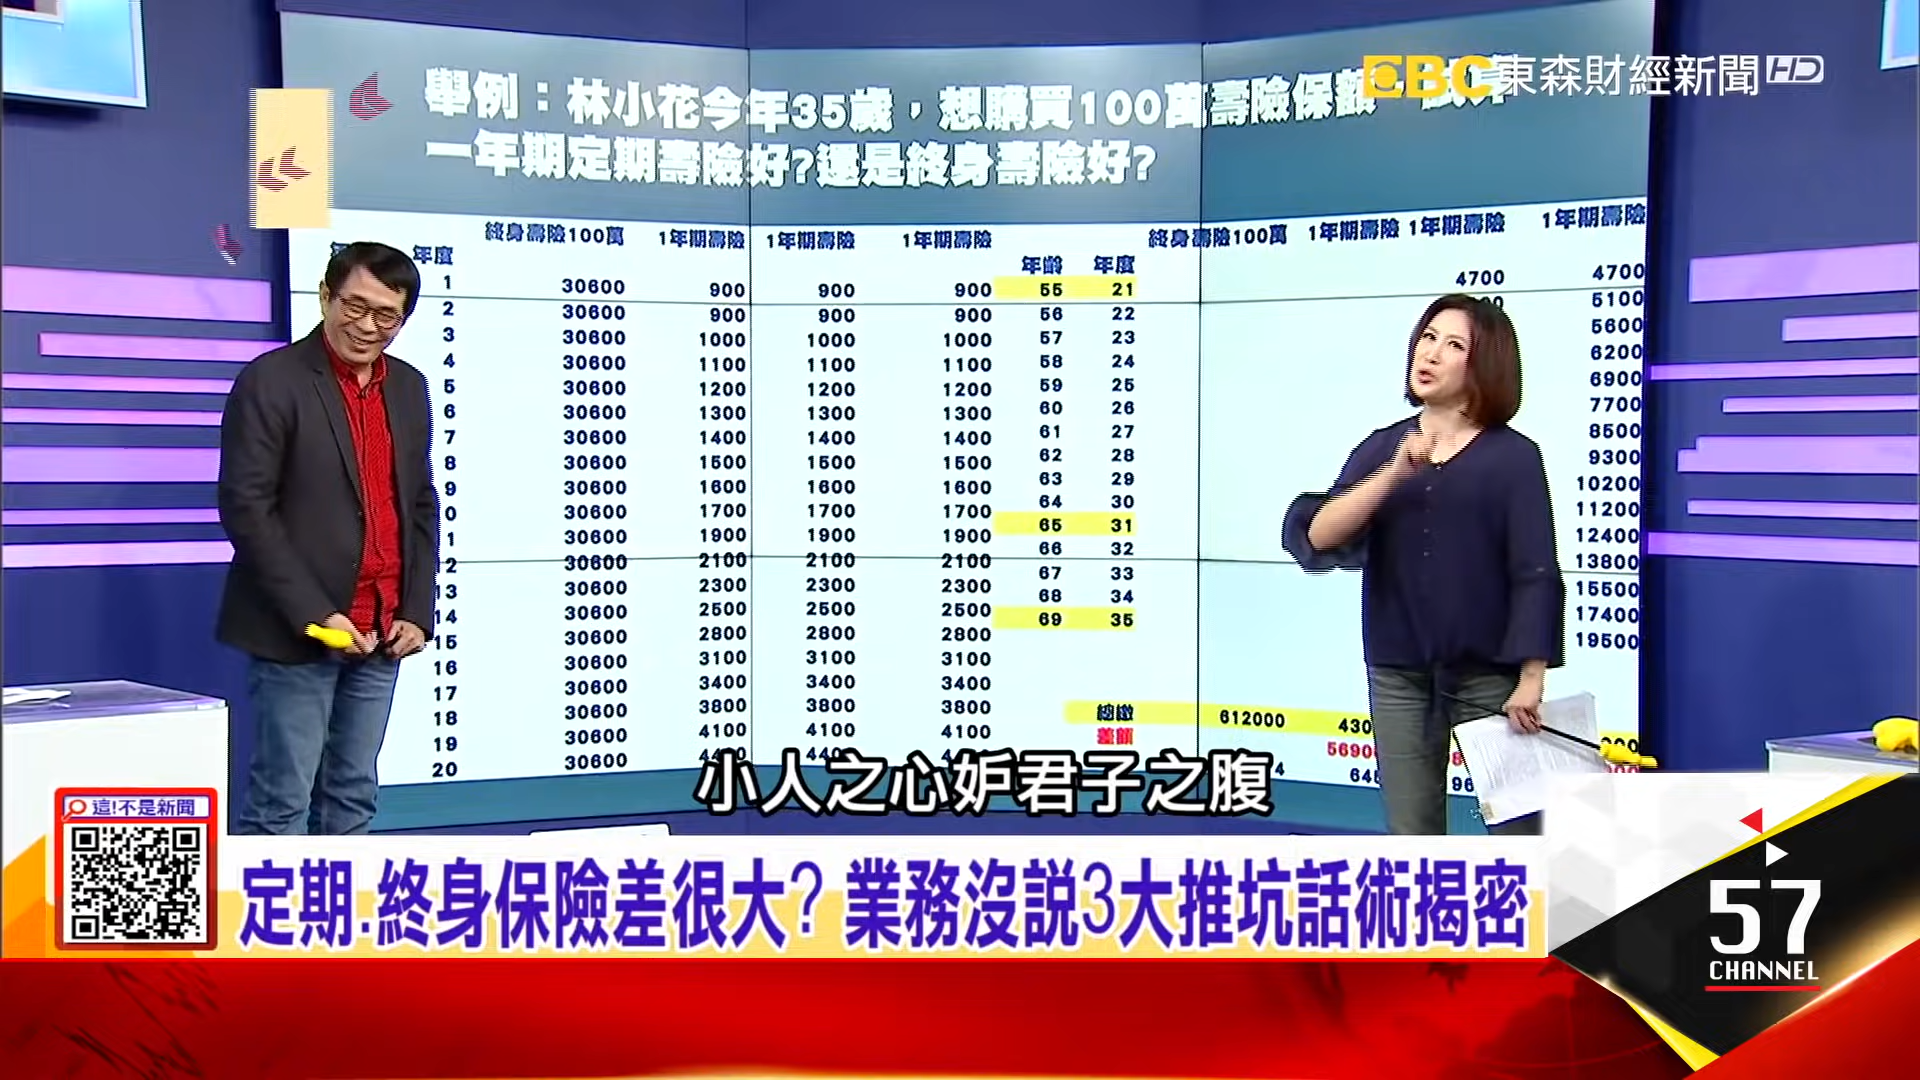 EBC 東森財經新聞 HD
舉例：林小花今年35歲，想購買100萬壽險保額
一年期定期壽險好?還是終身壽險好?
年度 終身壽險100萬 1年期壽險 1年期壽險 1年期壽險
1 30600 900 900 900
2 30600 900 900 900
3 30600 1000 1000 1000
4 30600 1100 1100 1100
5 30600 1200 1200 1200
6 30600 1300 1300 1300
7 30600 1400 1400 1400
8 30600 1500 1500 1500
9 30600 1600 1600 1600
0 30600 1700 1700 1700
1 30600 1900 1900 1900
12 30600 2100 2100 2100
13 30600 2300 2300 2300
14 30600 2500 2500 2500
15 30600 2800 2800 2800
16 30600 3100 3100 3100
17 30600 3400 3400 3400
18 30600 3800 3800 3800
19 30600 4100 4100 4100
20 30600
年齡 年度 終身壽險100萬 1年期壽險 1年期壽險 1年期壽險
55 21 4700 4700
56 22 5100
57 23 5600
58 24 6200
59 25 6900
60 26 7700
61 27 8500
62 28 9300
63 29 10200
64 30 11200
65 31 12400
66 32 13800
67 33 15500
68 34 17400
69 35 19500
總繳 612000 430
差額 5690
小人之心妒君子之腹
這!不是新聞
定期.終身保險差很大? 業務沒説3大推坑話術揭密
57
CHANNEL